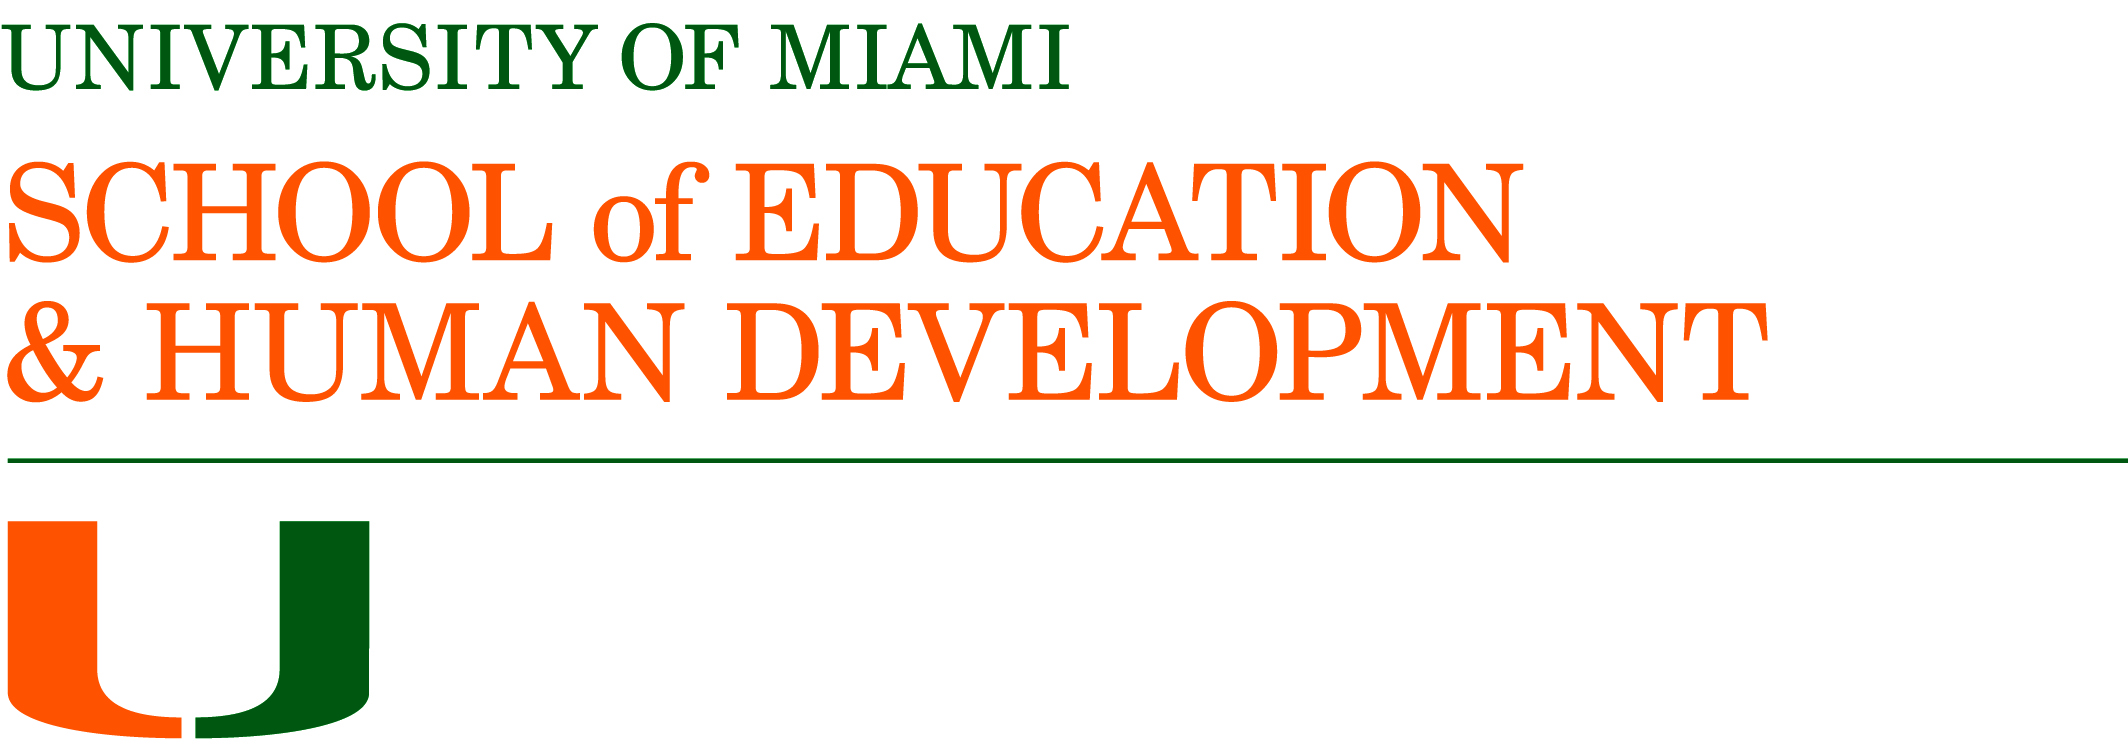 UNIVERSITY OF MIAMI
SCHOOL of EDUCATION
& HUMAN DEVELOPMENT
U